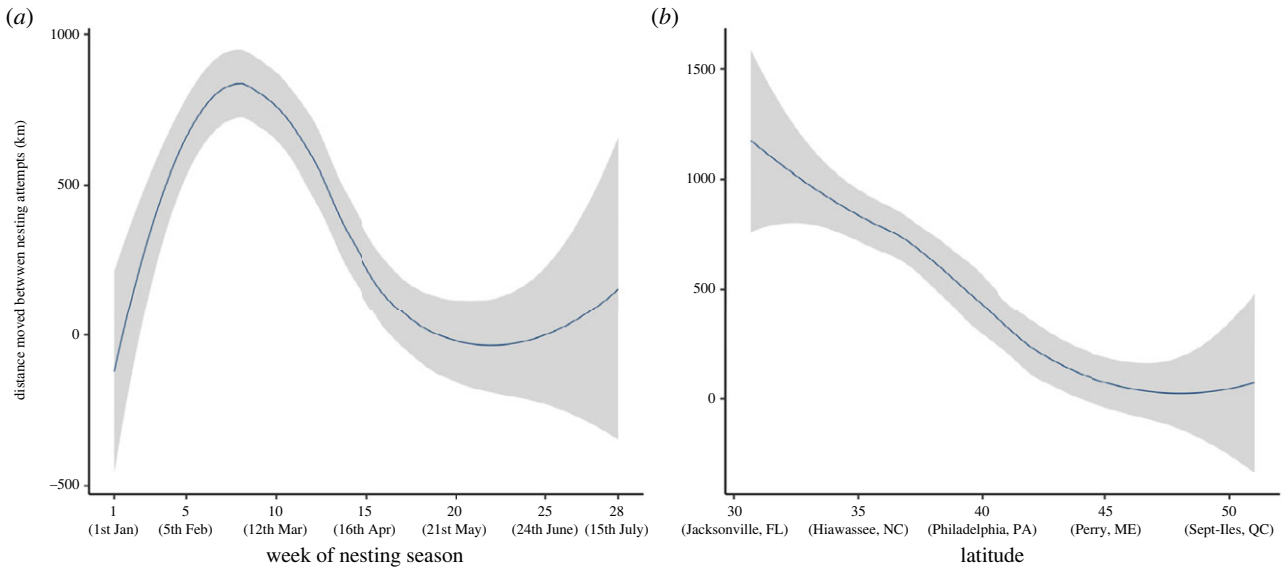 (a)
distance moved betwwen nesting attempts (km)
1000
500
0
–500
1 5 10 15 20 25 28
(1st Jan) (5th Feb) (12th Mar) (16th Apr) (21st May) (24th June) (15th July)
week of nesting season
(b)
1500
1000
500
0
30 35 40 45 50
(Jacksonville, FL) (Hiawassee, NC) (Philadelphia, PA) (Perry, ME) (Sept-Iles, QC)
latitude